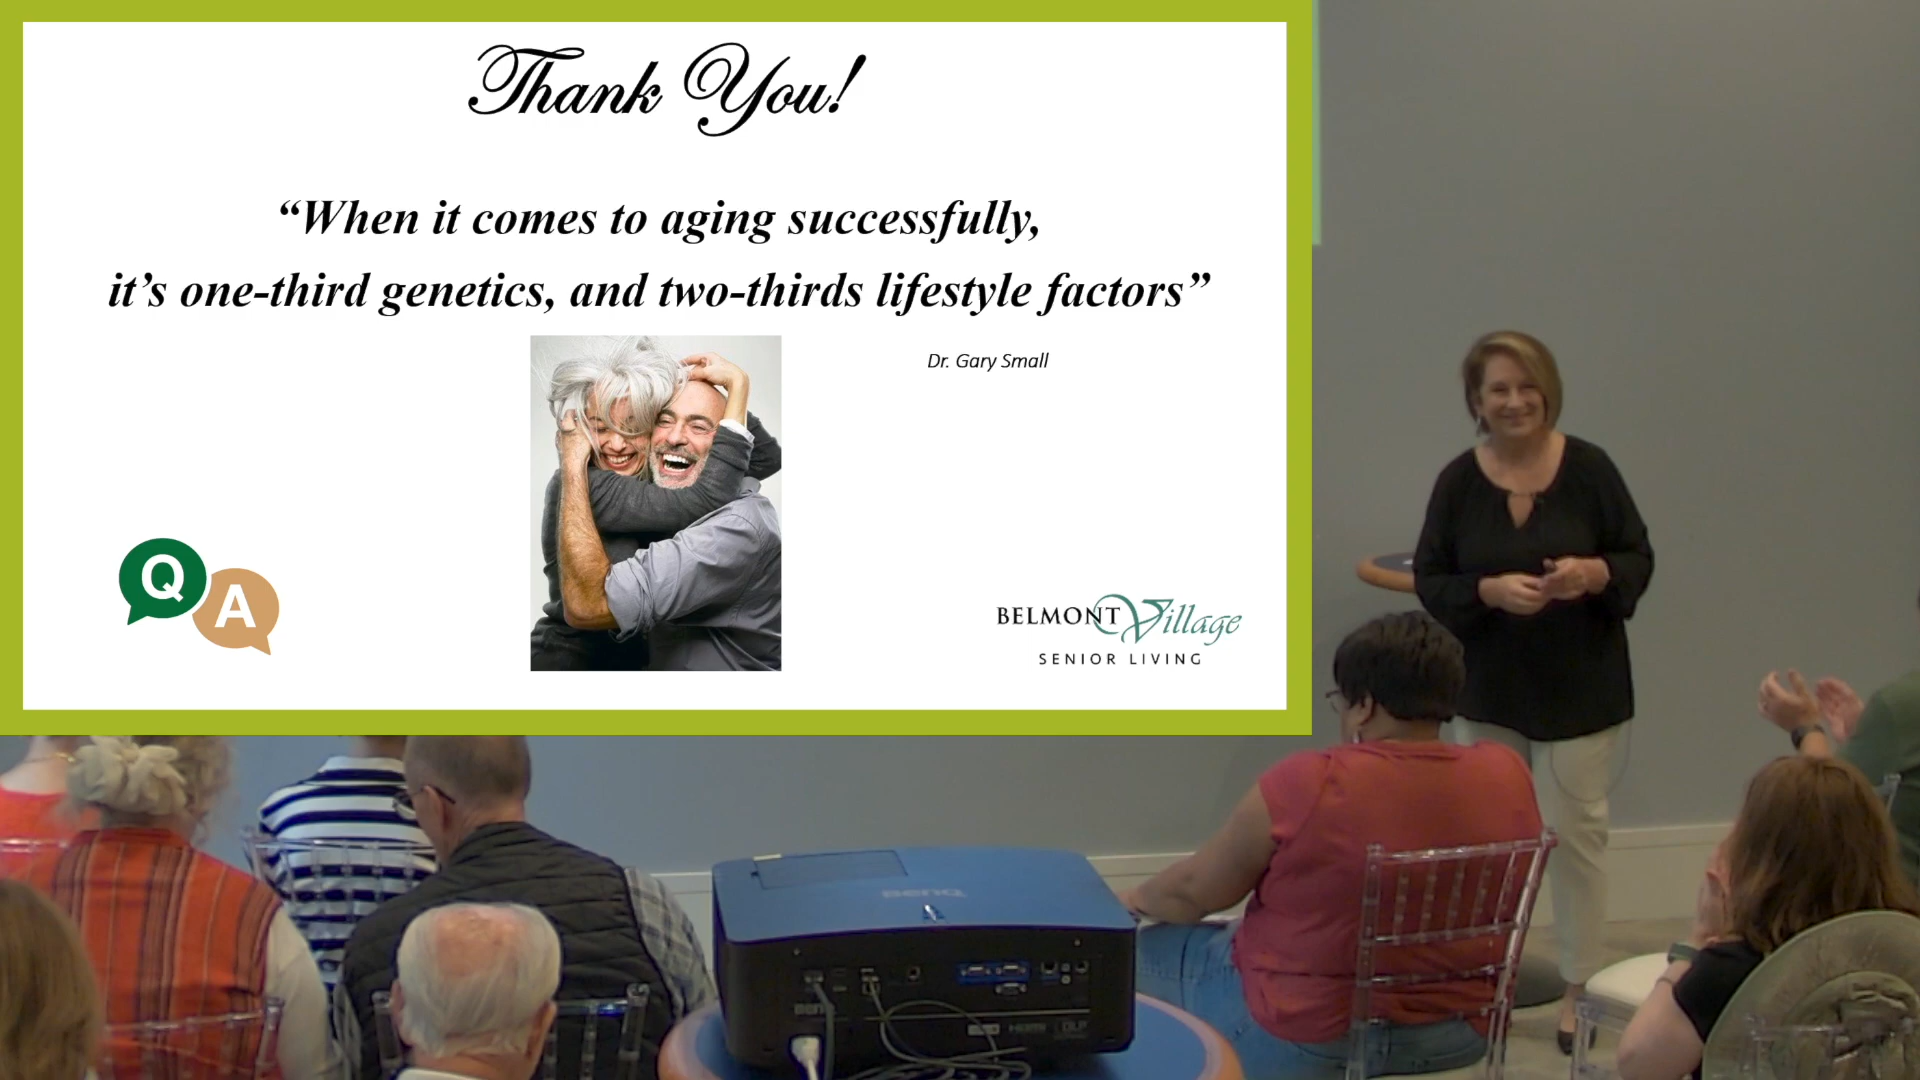 Thank You!
“When it comes to aging successfully,
it’s one-third genetics, and two-thirds lifestyle factors”
Dr. Gary Small
Q
A
BELMONT Village
SENIOR LIVING
BenQ